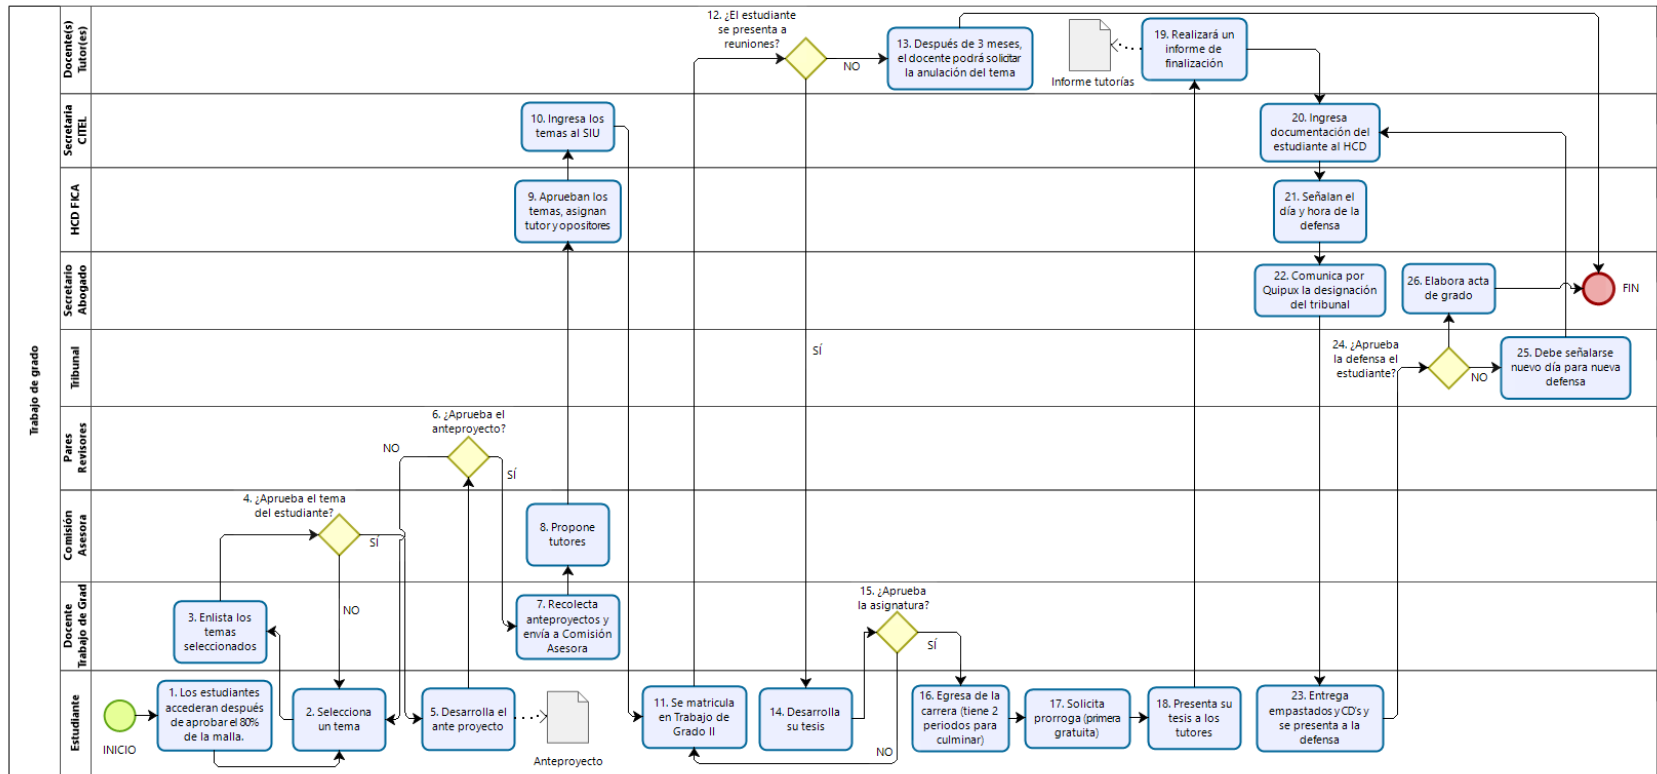 Trabajo de grado
Docente(s)
Tutor(es)
Secretaria
CITEL
HCD FICA
Secretario
Abogado
Tribunal
Pares
Revisores
Comisión
Asesora
Docente
Trabajo de Grad
Estudiante
12. ¿El estudiante
se presenta a
reuniones?
NO
SÍ
13. Después de 3 meses,
el docente podrá solicitar
la anulación del tema
Informe tutorías
19. Realizará un
informe de
finalización
10. Ingresa los
temas al SIU
20. Ingresa
documentación del
estudiante al HCD
9. Aprueban los
temas, asignan
tutor y opositores
21. Señalan el
día y hora de la
defensa
22. Comunica por
Quipux la designación
del tribunal
26. Elabora acta
de grado
FIN
24. ¿Aprueba
la defensa el
estudiante?
NO
25. Debe señalarse
nuevo día para nueva
defensa
6. ¿Aprueba el
anteproyecto?
NO
SÍ
4. ¿Aprueba el tema
del estudiante?
SÍ
NO
8. Propone
tutores
3. Enlista los
temas
seleccionados
7. Recolecta
anteproyectos y
envía a Comisión
Asesora
15. ¿Aprueba
la asignatura?
SÍ
NO
INICIO
1. Los estudiantes
accederan después
de aprobar el 80%
de la malla.
2. Selecciona
un tema
5. Desarrolla el
ante proyecto
Anteproyecto
11. Se matricula
en Trabajo de
Grado II
14. Desarrolla
su tesis
16. Egresa de la
carrera (tiene 2
periodos para
culminar)
17. Solicita
prorroga (primera
gratuita)
18. Presenta su
tesis a los
tutores
23. Entrega
empastados y CD's y
se presenta a la
defensa